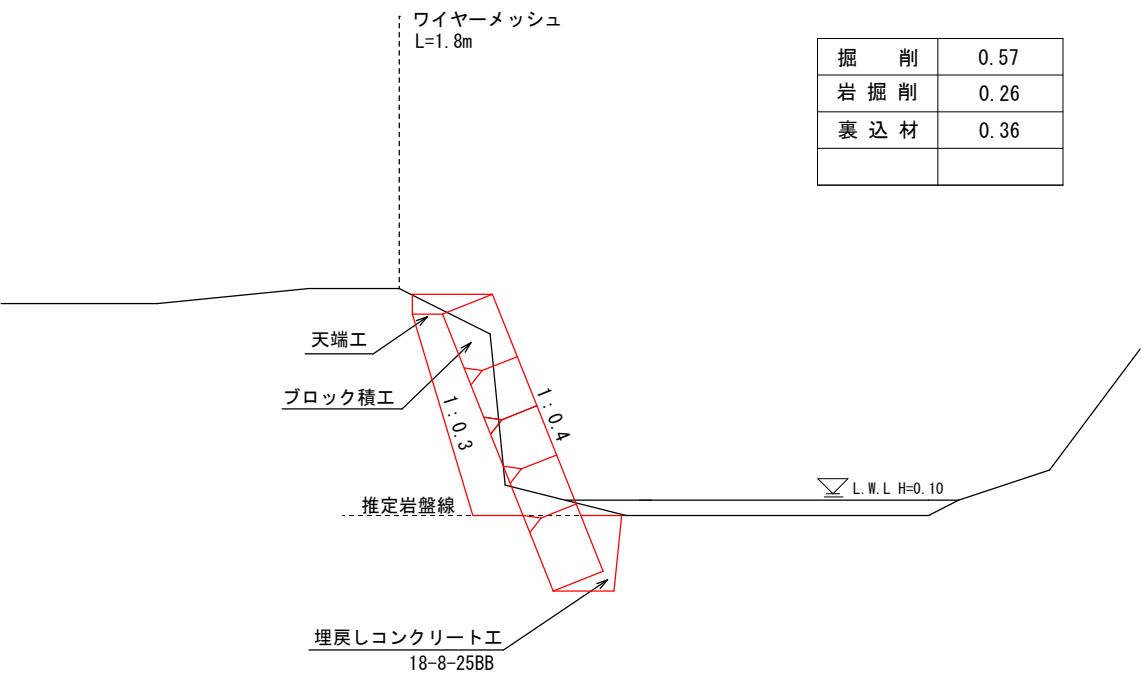 ワイヤーメッシュ
L=1.8m
掘 削 0.57
岩掘削 0.26
裏込材 0.36
天端工
ブロック積工
1:0.3
1:0.4
L.W.L H=0.10
推定岩盤線
埋戻しコンクリート工
18-8-25BB